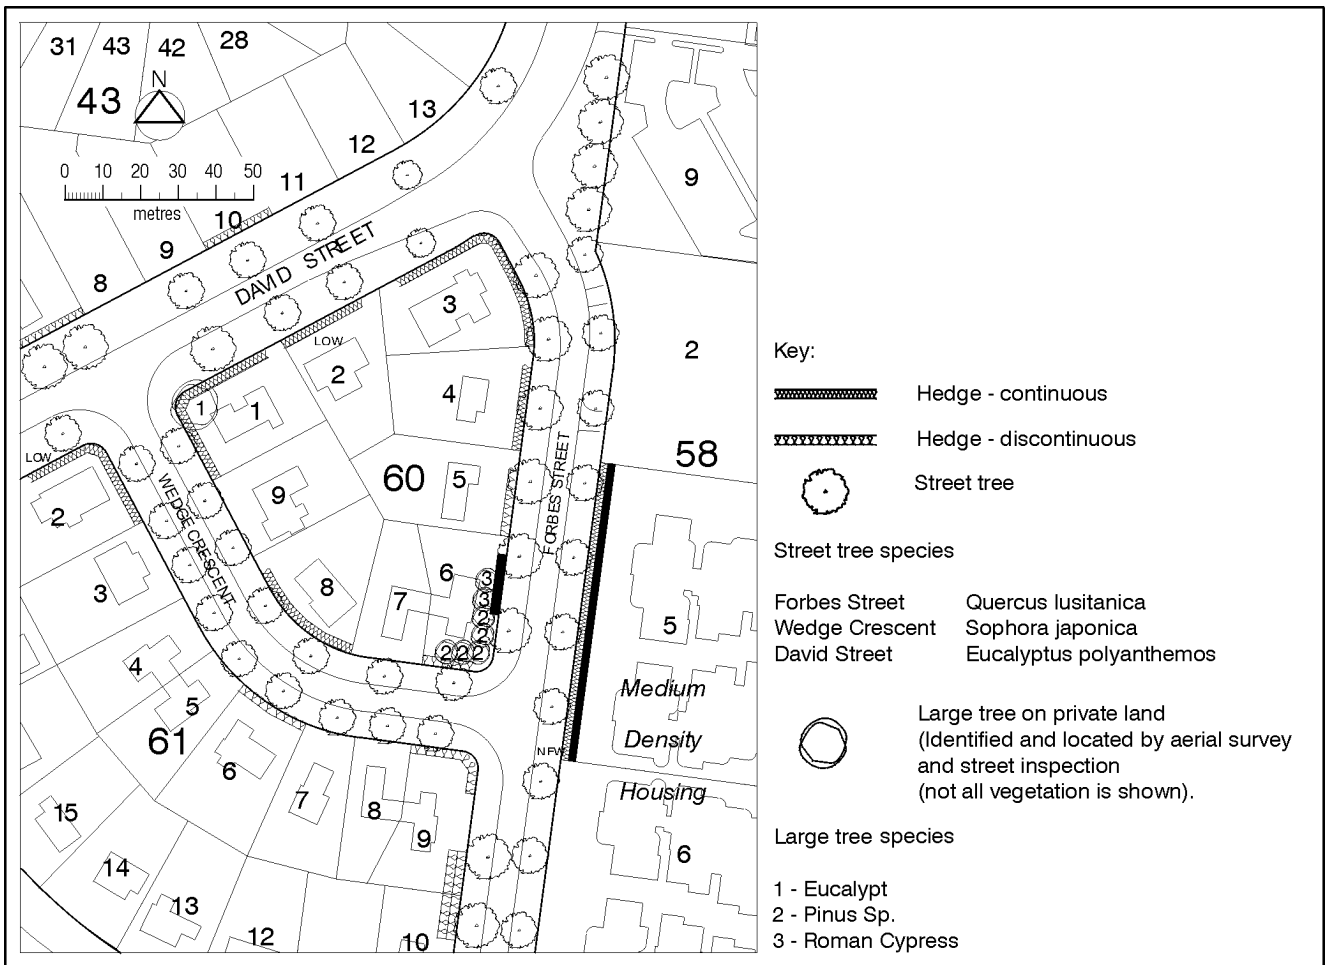 31 43 42 28
43
N
0 10 20 30 40 50
metres
13
12
11
10
9
8
9
DAVID STREET
3
2
LOW
2
4
1
1
58
LOW
WEDGE CRESCENT
60
5
9
FORBES STREET
2
3
8
7
6
3
3
2
2
2 2 2
5
4
5
61
6
7
8
9
Medium
Density
Housing
NFW
6
15
14
13
12
10
Key:
Hedge - continuous
Hedge - discontinuous
Street tree
Street tree species
Forbes Street Quercus lusitanica
Wedge Crescent Sophora japonica
David Street Eucalyptus polyanthemos
Large tree on private land
(Identified and located by aerial survey
and street inspection
(not all vegetation is shown).
Large tree species
1 - Eucalypt
2 - Pinus Sp.
3 - Roman Cypress